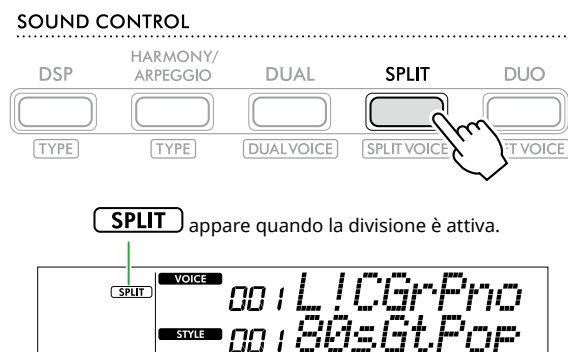 SOUND CONTROL
DSP
HARMONY/
ARPEGGIO
DUAL
SPLIT
DUO
TYPE
TYPE
DUAL VOICE
SPLIT VOICE
T VOICE
SPLIT appare quando la divisione è attiva.
SPLIT
VOICE 001 L!CGrPno
STYLE 001 80sGtPop